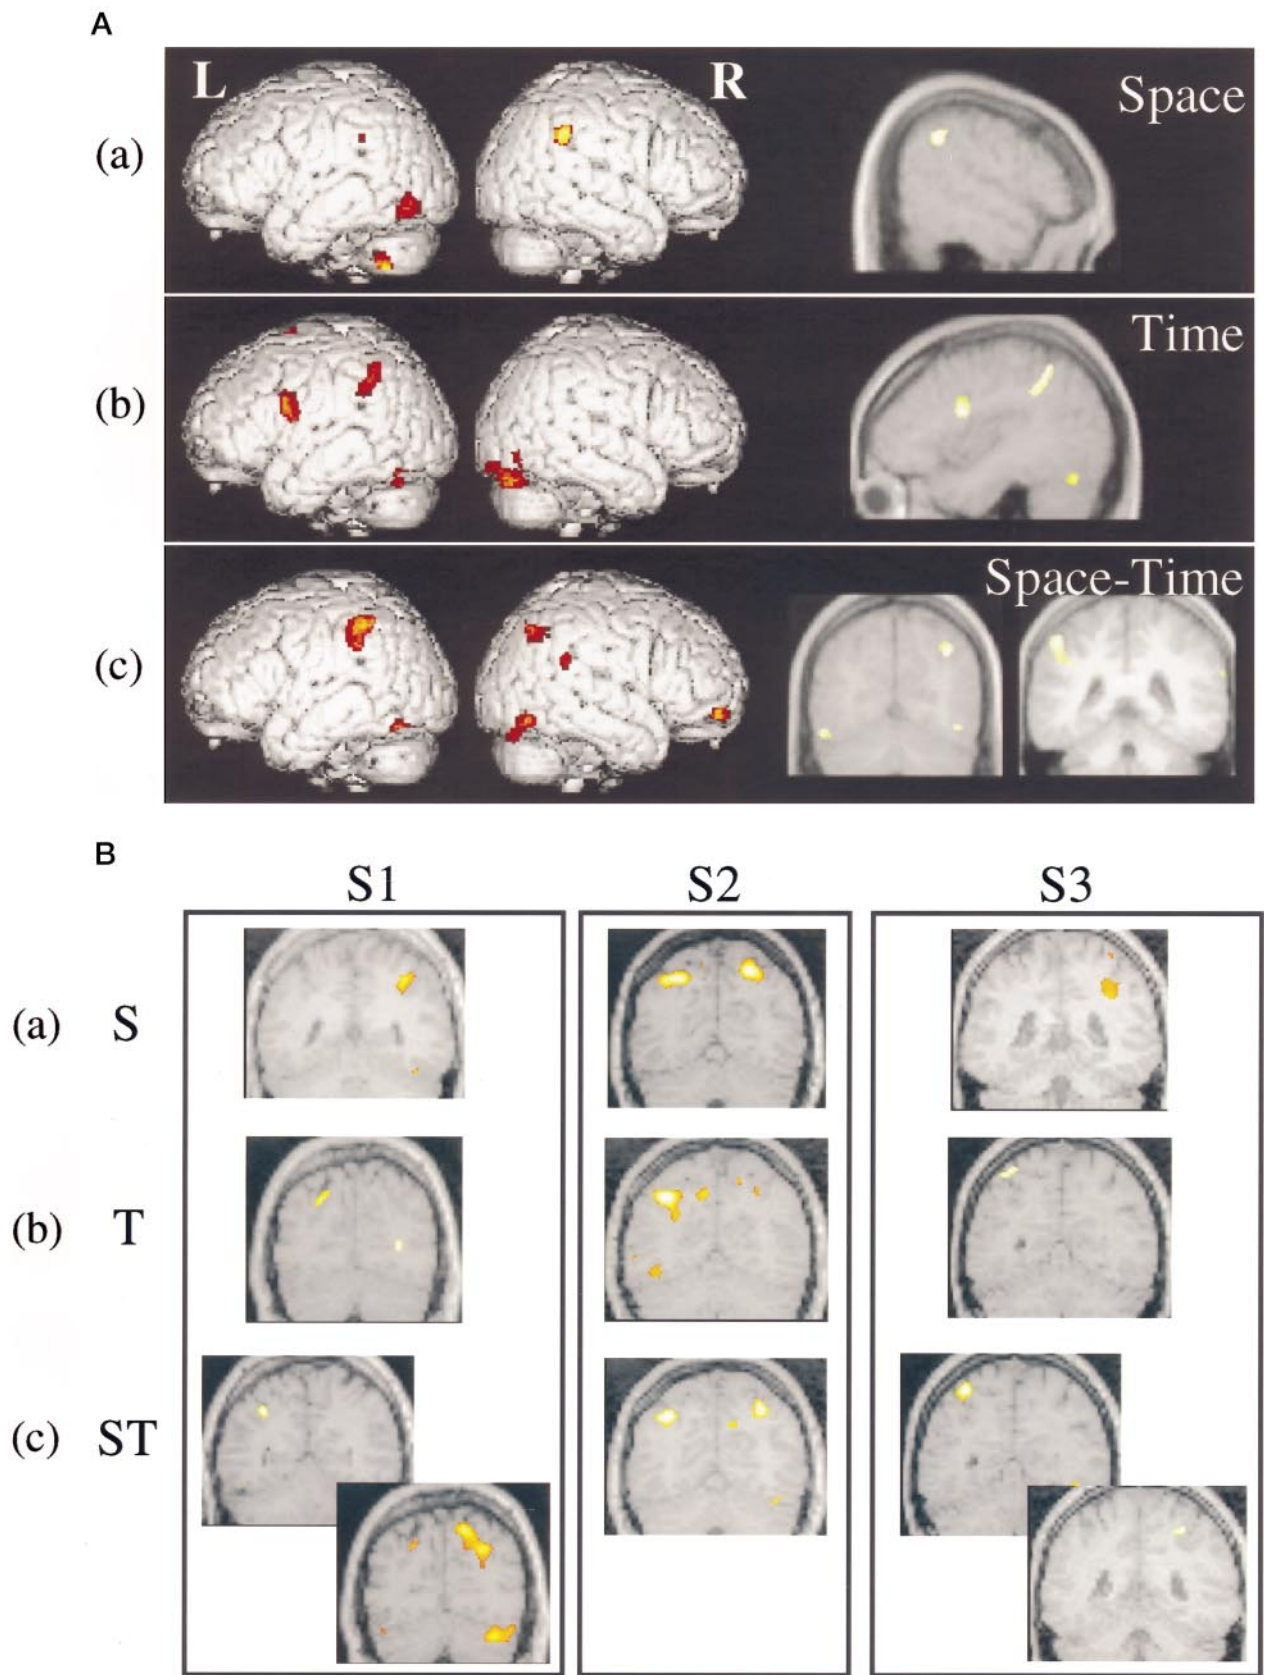 A
L R Space
(a)
Time
(b)
Space-Time
(c)
B
S1 S2 S3
(a) S
(b) T
(c) ST